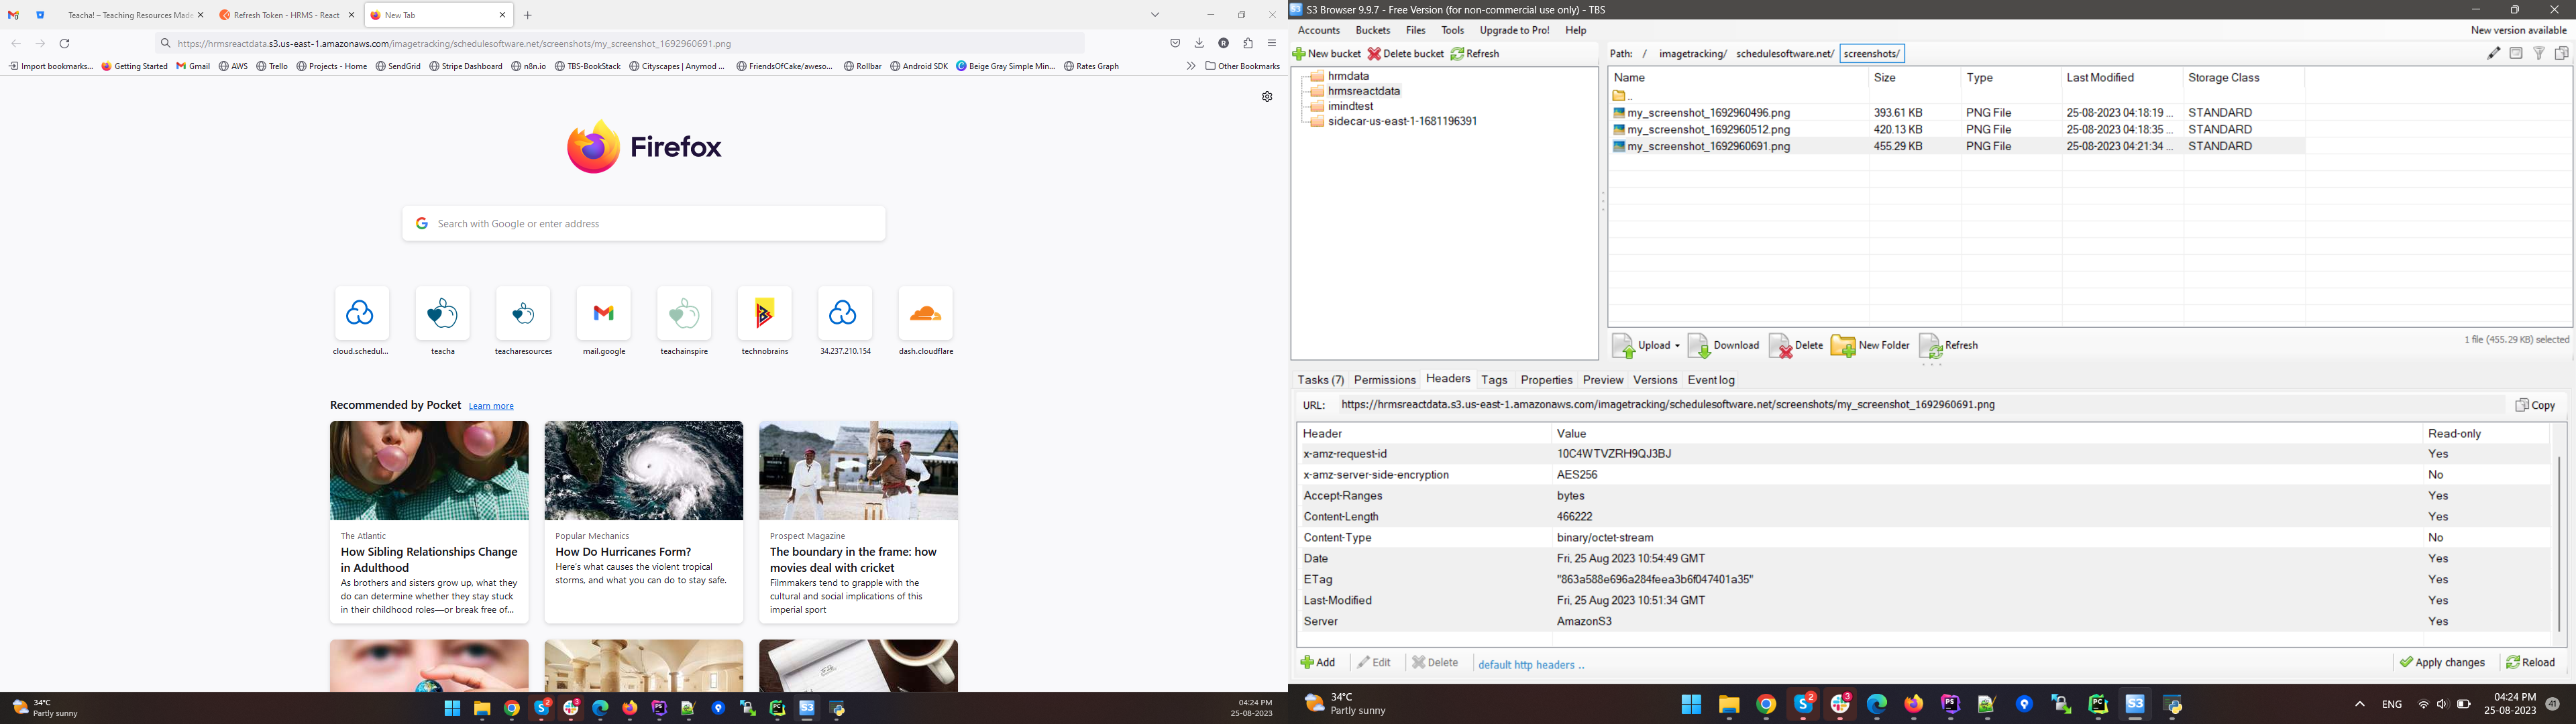 Teacha! – Teaching Resources Made
Refresh Token - HRMS - React
New Tab
https://hrmsreactdata.s3.us-east-1.amazonaws.com/imagetracking/schedulesoftware.net/screenshots/my_screenshot_1692960691.png
Import bookmarks... Getting Started Gmail AWS Trello Projects - Home SendGrid Stripe Dashboard n8n.io TBS-BookStack Cityscapes | Anymod ... FriendsOfCake/aweso... Rollbar Android SDK Beige Gray Simple Min... Rates Graph Other Bookmarks
Firefox
Search with Google or enter address
cloud.schedul... teacha teacharesources mail.google teachainspire technobrains 34.237.210.154 dash.cloudflare
Recommended by Pocket Learn more
The Atlantic
How Sibling Relationships Change
in Adulthood
As brothers and sisters grow up, what they
do can determine whether they stay stuck
in their childhood roles—or break free of...
Popular Mechanics
How Do Hurricanes Form?
Here's what causes the violent tropical
storms, and what you can do to stay safe.
Prospect Magazine
The boundary in the frame: how
movies deal with cricket
Filmmakers tend to grapple with the
cultural and social implications of this
imperial sport
34°C
Partly sunny
2
3
04:24 PM
25-08-2023
S3 Browser 9.9.7 - Free Version (for non-commercial use only) - TBS
Accounts Buckets Files Tools Upgrade to Pro! Help
New version available
New bucket Delete bucket Refresh
Path: / imagetracking/ schedulesoftware.net/ screenshots/
hrmdata
hrmsreactdata
imindtest
sidecar-us-east-1-1681196391
Name Size Type Last Modified Storage Class
..
my_screenshot_1692960496.png 393.61 KB PNG File 25-08-2023 04:18:19 ... STANDARD
my_screenshot_1692960512.png 420.13 KB PNG File 25-08-2023 04:18:35 ... STANDARD
my_screenshot_1692960691.png 455.29 KB PNG File 25-08-2023 04:21:34 ... STANDARD
Upload Download Delete New Folder Refresh
1 file (455.29 KB) selected
Tasks (7) Permissions Headers Tags Properties Preview Versions Event log
URL: https://hrmsreactdata.s3.us-east-1.amazonaws.com/imagetracking/schedulesoftware.net/screenshots/my_screenshot_1692960691.png Copy
Header Value Read-only
x-amz-request-id 10C4WTVZRH9QJ3BJ Yes
x-amz-server-side-encryption AES256 No
Accept-Ranges bytes Yes
Content-Length 466222 Yes
Content-Type binary/octet-stream No
Date Fri, 25 Aug 2023 10:54:49 GMT Yes
ETag "863a588e696a284feea3b6f047401a35" Yes
Last-Modified Fri, 25 Aug 2023 10:51:34 GMT Yes
Server AmazonS3 Yes
Add Edit Delete default http headers .. Apply changes Reload
34°C
Partly sunny
2
3
ENG
04:24 PM
25-08-2023
41